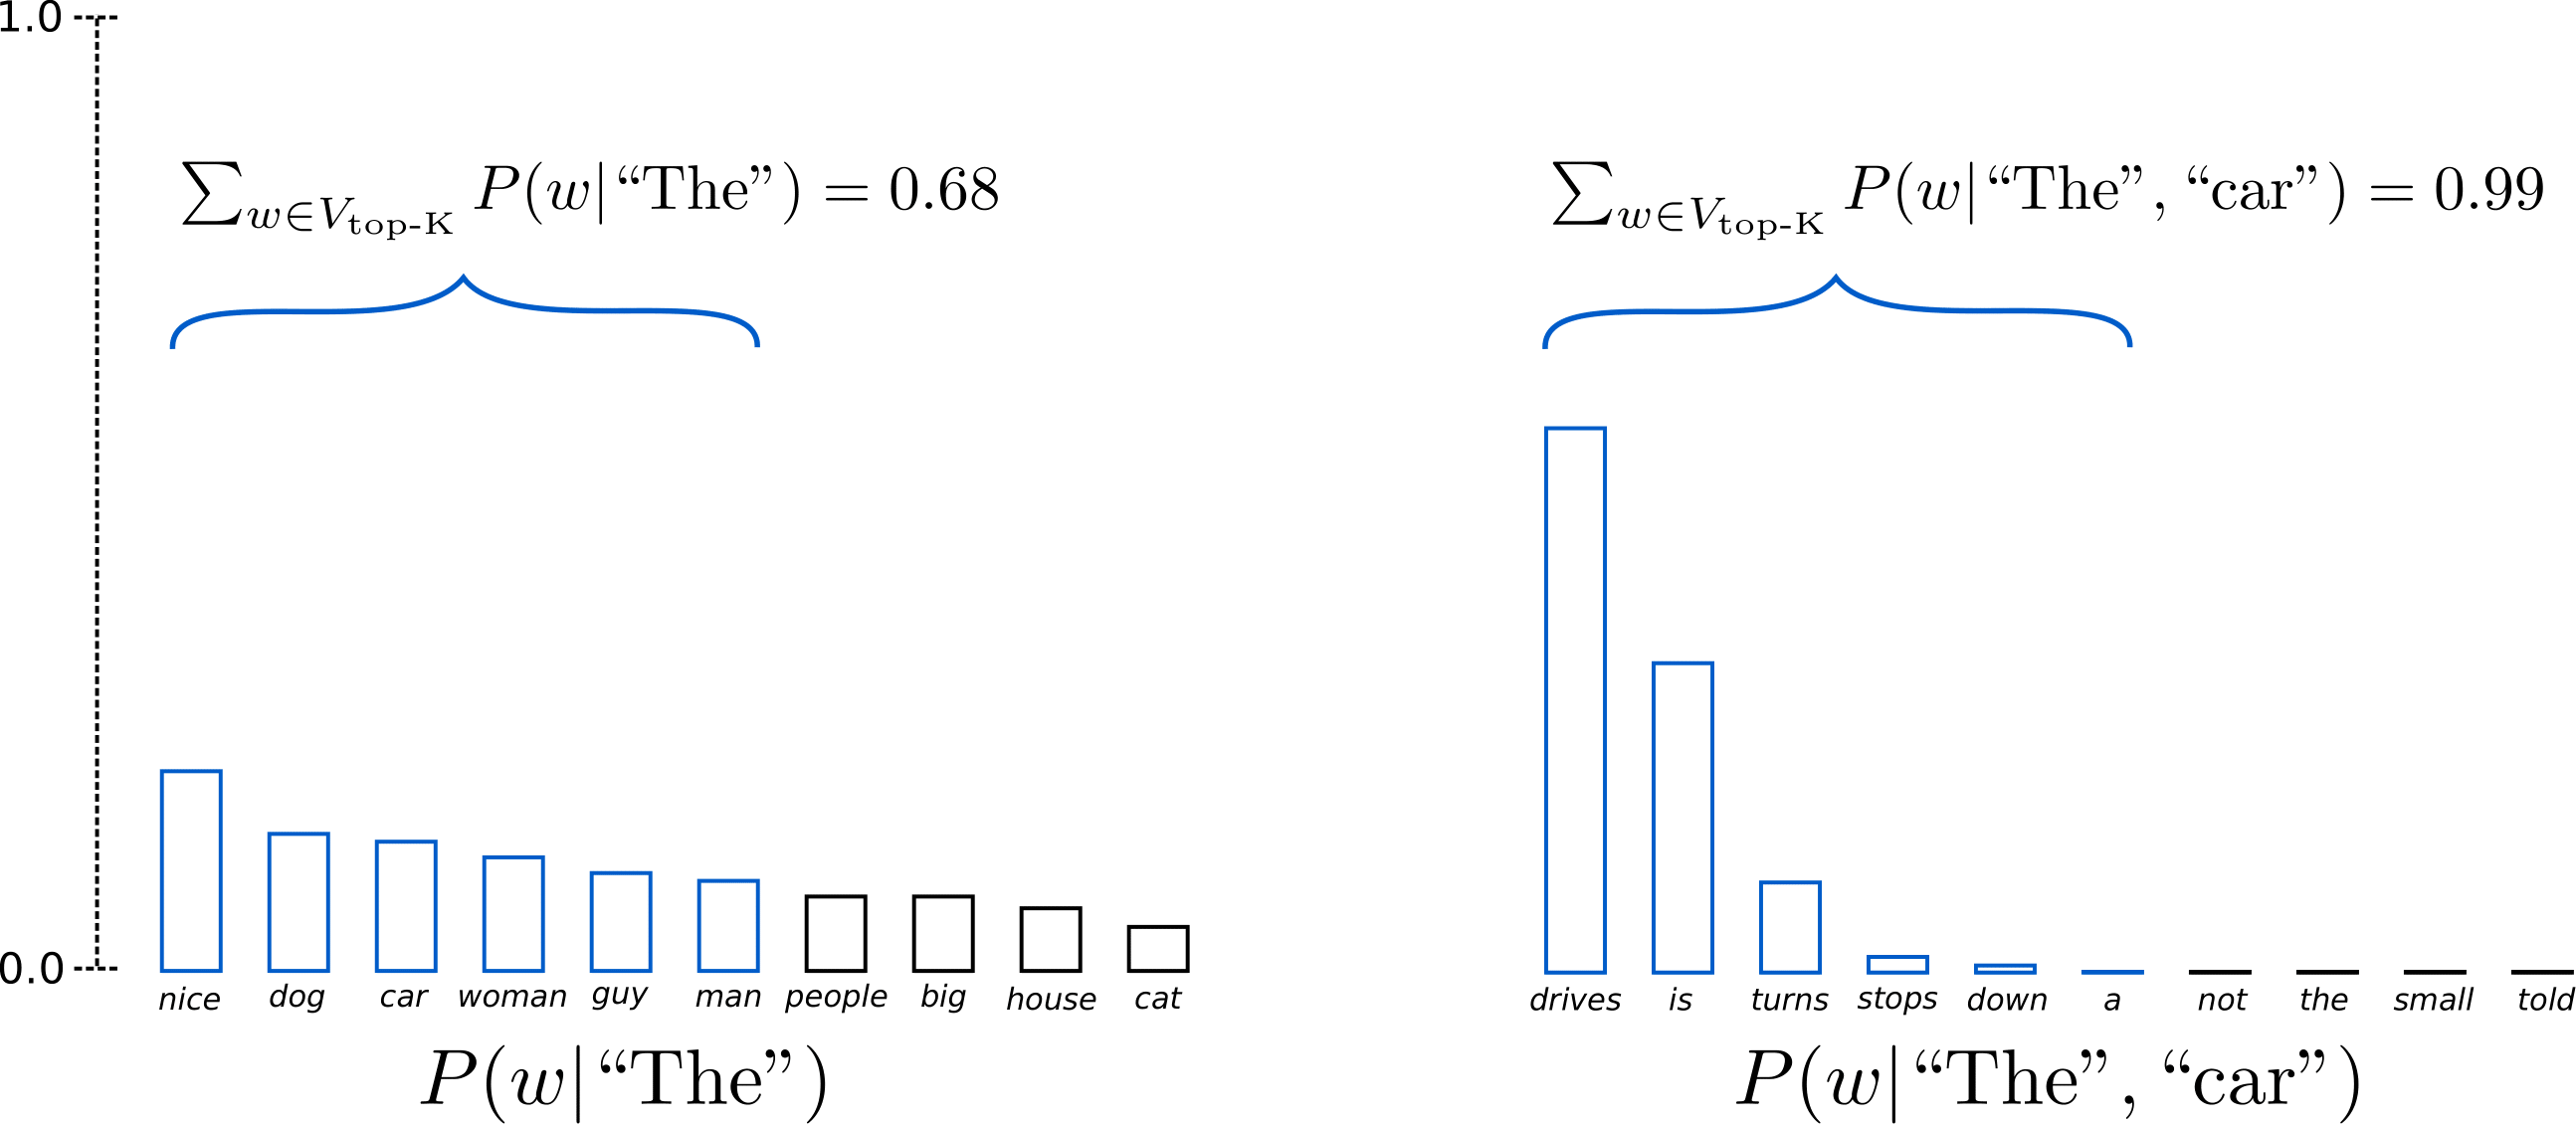 1.0
∑w∈Vtop-K P(w|“The”) = 0.68
∑w∈Vtop-K P(w|“The”, “car”) = 0.99
0.0
nice dog car woman guy man people big house cat
drives is turns stops down a not the small told
P(w|“The”)
P(w|“The”, “car”)